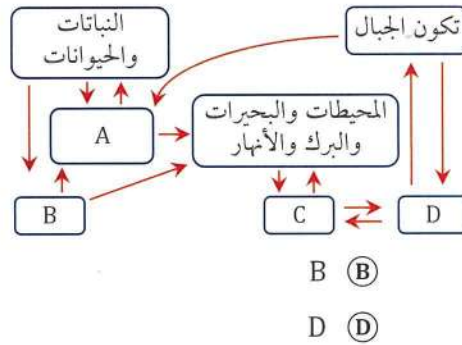 النباتات
والحيوانات
تكون الجبال
A
المحيطات والبحيرات
والبرك والأنهار
B
C
D
B Ⓑ
D Ⓓ